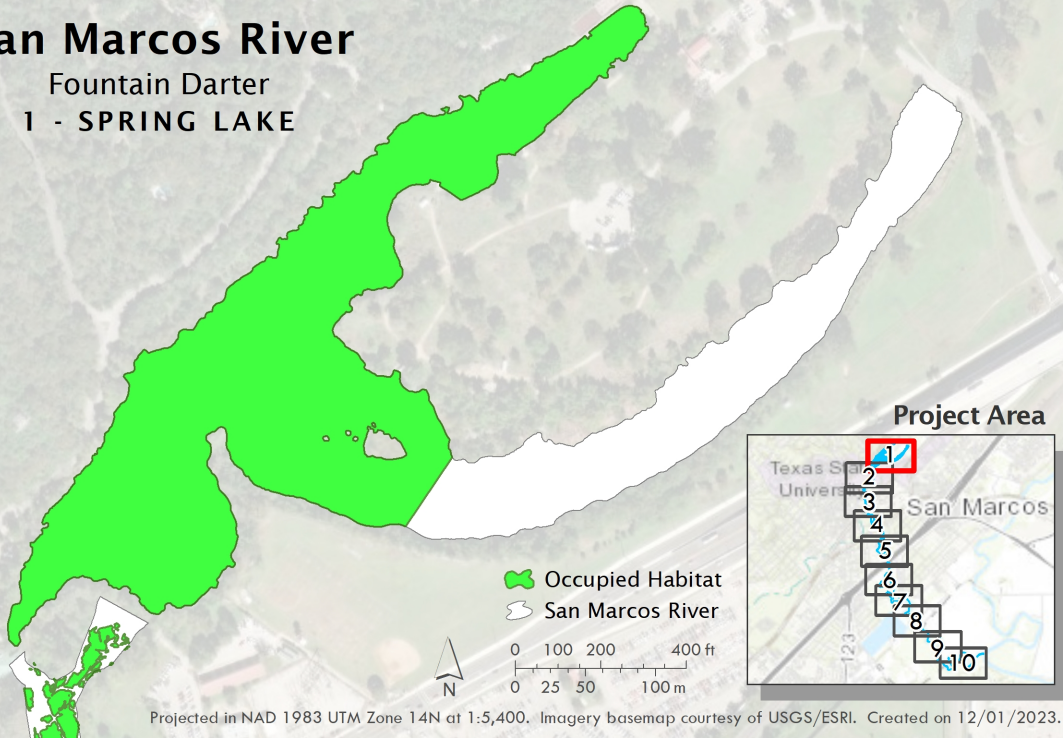 an Marcos River
Fountain Darter
1 - SPRING LAKE
Project Area
1
Texas Sta
2
University
3
San Marcos
4
5
6
7
8
9
10
123
Occupied Habitat
San Marcos River
0 100 200 400 ft
0 25 50 100 m
N
Projected in NAD 1983 UTM Zone 14N at 1:5,400. Imagery basemap courtesy of USGS/ESRI. Created on 12/01/2023.